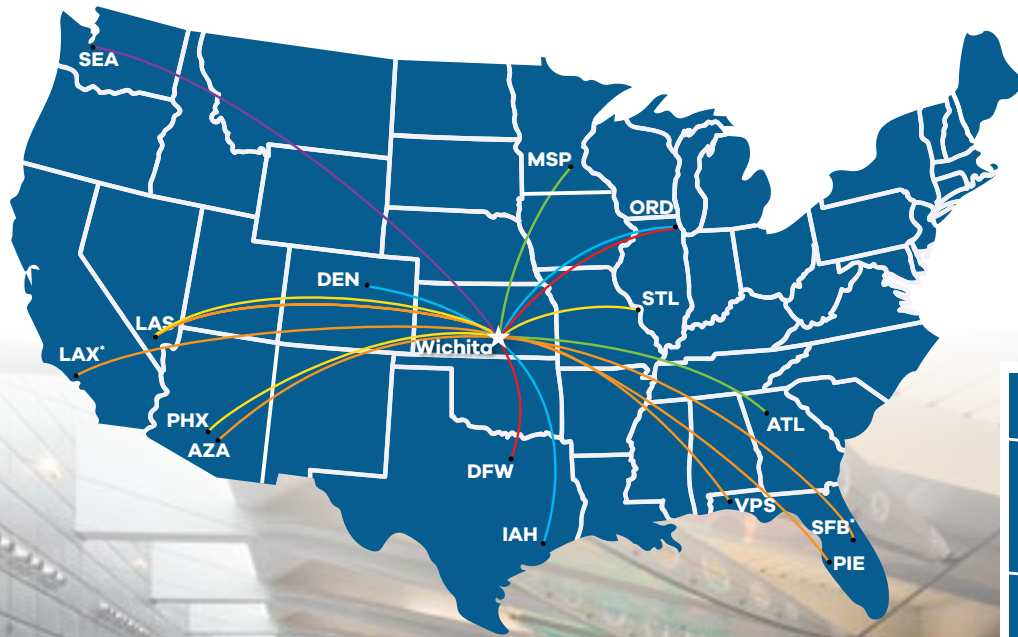 SEA
MSP
ORD
DEN
STL
LAS
Wichita
LAX*
PHX
ATL
AZA
DFW
VPS
SFB*
IAH
PIE